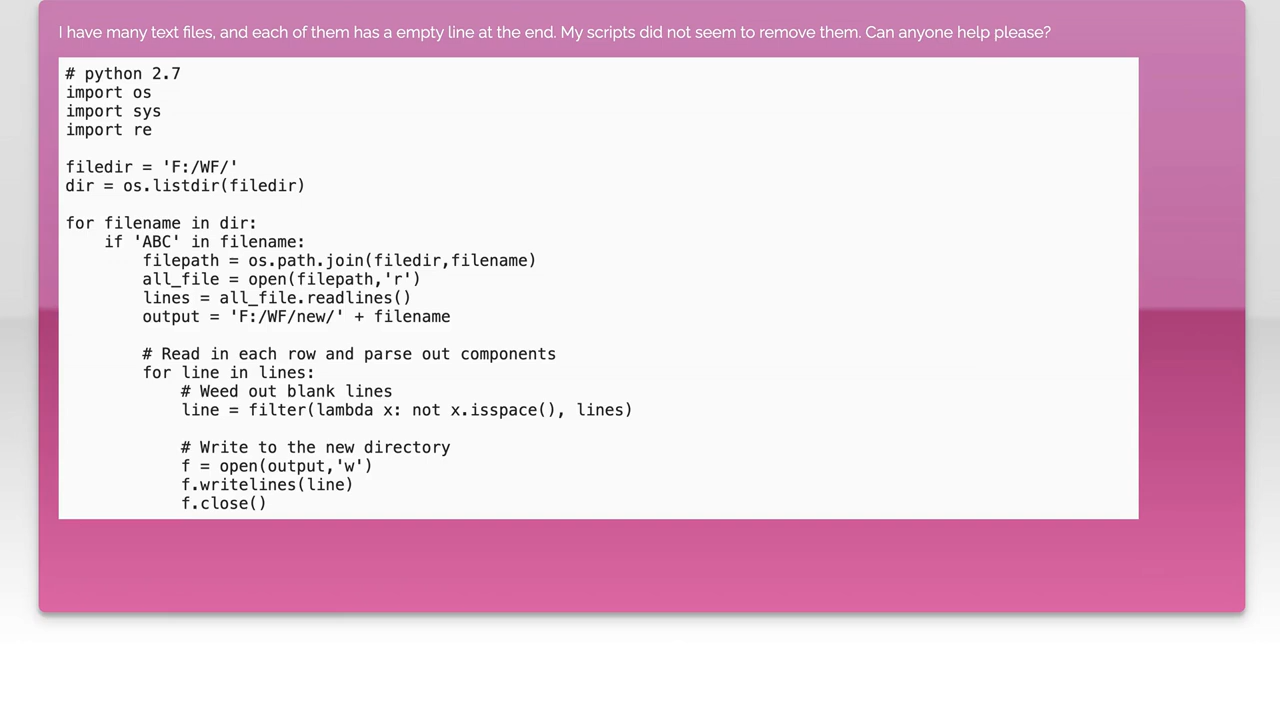 I have many text files, and each of them has a empty line at the end. My scripts did not seem to remove them. Can anyone help please?
# python 2.7
import os
import sys
import re
filedir = 'F:/WF/'
dir = os.listdir(filedir)
for filename in dir:
    if 'ABC' in filename:
        filepath = os.path.join(filedir,filename)
        all_file = open(filepath,'r')
        lines = all_file.readlines()
        output = 'F:/WF/new/' + filename
        # Read in each row and parse out components
        for line in lines:
            # Weed out blank lines
            line = filter(lambda x: not x.isspace(), lines)
            # Write to the new directory
            f = open(output,'w')
            f.writelines(line)
            f.close()